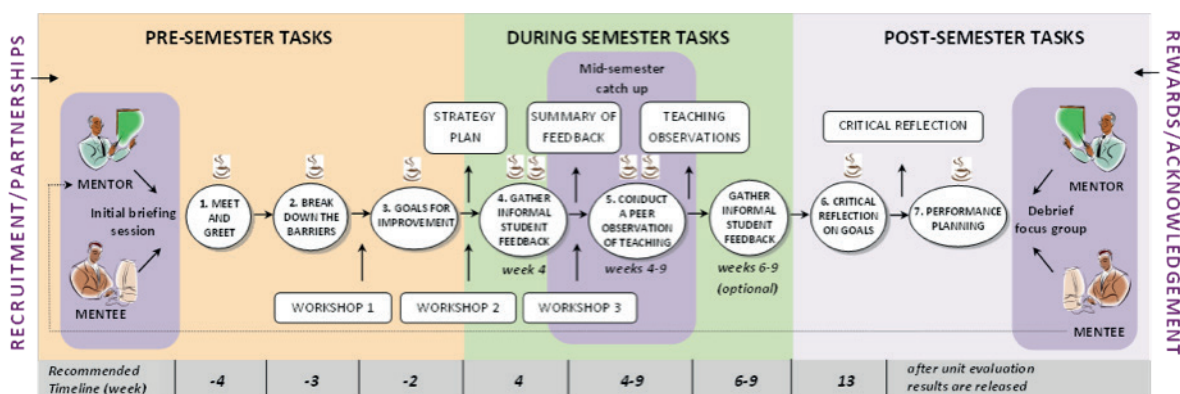 RECRUITMENT/PARTNERSHIPS
PRE-SEMESTER TASKS
DURING SEMESTER TASKS
POST-SEMESTER TASKS
REWARDS/ACKNOWLEDGEMENT
Mid-semester
catch up
STRATEGY
PLAN
SUMMARY OF
FEEDBACK
TEACHING
OBSERVATIONS
CRITICAL REFLECTION
MENTOR
Initial briefing
session
MENTEE
1. MEET
AND
GREET
2. BREAK
DOWN THE
BARRIERS
3. GOALS FOR
IMPROVEMENT
4. GATHER
INFORMAL
STUDENT
FEEDBACK
week 4
5. CONDUCT
A PEER
OBSERVATION
OF TEACHING
weeks 4-9
GATHER
INFORMAL
STUDENT
FEEDBACK
weeks 6-9
(optional)
6. CRITICAL
REFLECTION
ON GOALS
7. PERFORMANCE
PLANNING
MENTOR
Debrief
focus group
MENTEE
WORKSHOP 1
WORKSHOP 2
WORKSHOP 3
Recommended
Timeline (week)
-4
-3
-2
4
4-9
6-9
13
after unit evaluation
results are released